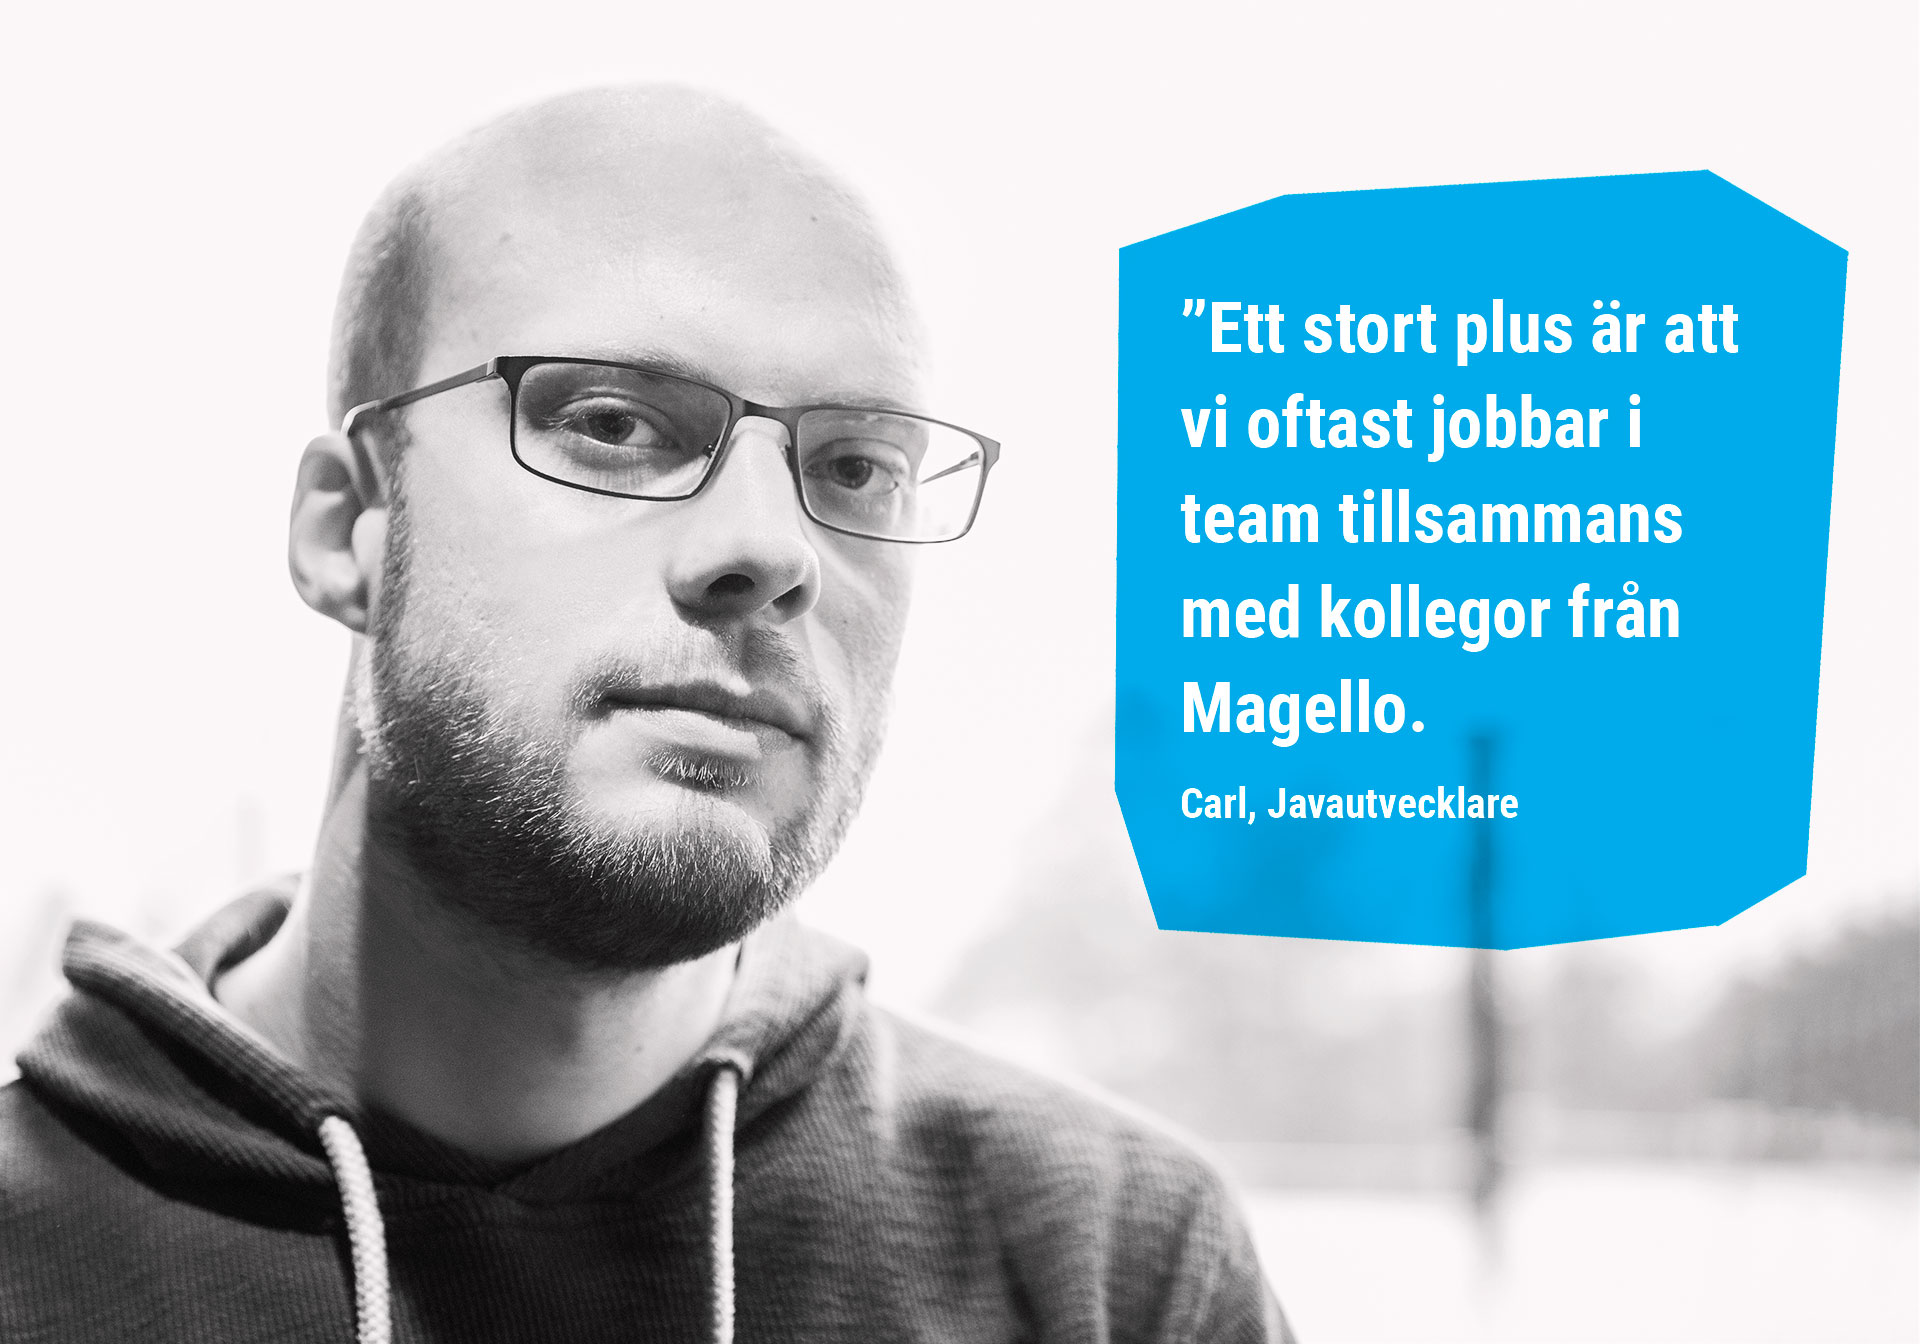 ”Ett stort plus är att
vi oftast jobbar i
team tillsammans
med kollegor från
Magello.
Carl, Javautvecklare